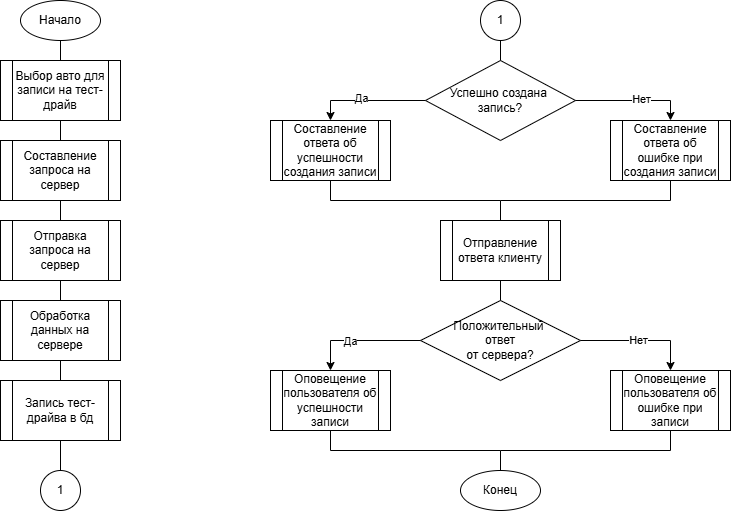 Начало
Выбор авто для
записи на тест-
драйв
Составление
запроса на
сервер
Отправка
запроса на
сервер
Обработка
данных на
сервере
Запись тест-
драйва в бд
1
1
Успешно создана
запись?
Да
Нет
Составление
ответа об
успешности
создания записи
Составление
ответа об
ошибке при
создания записи
Отправление
ответа клиенту
Положительный
ответ
от сервера?
Да
Нет
Оповещение
пользователя об
успешности
записи
Оповещение
пользователя об
ошибке при
записи
Конец